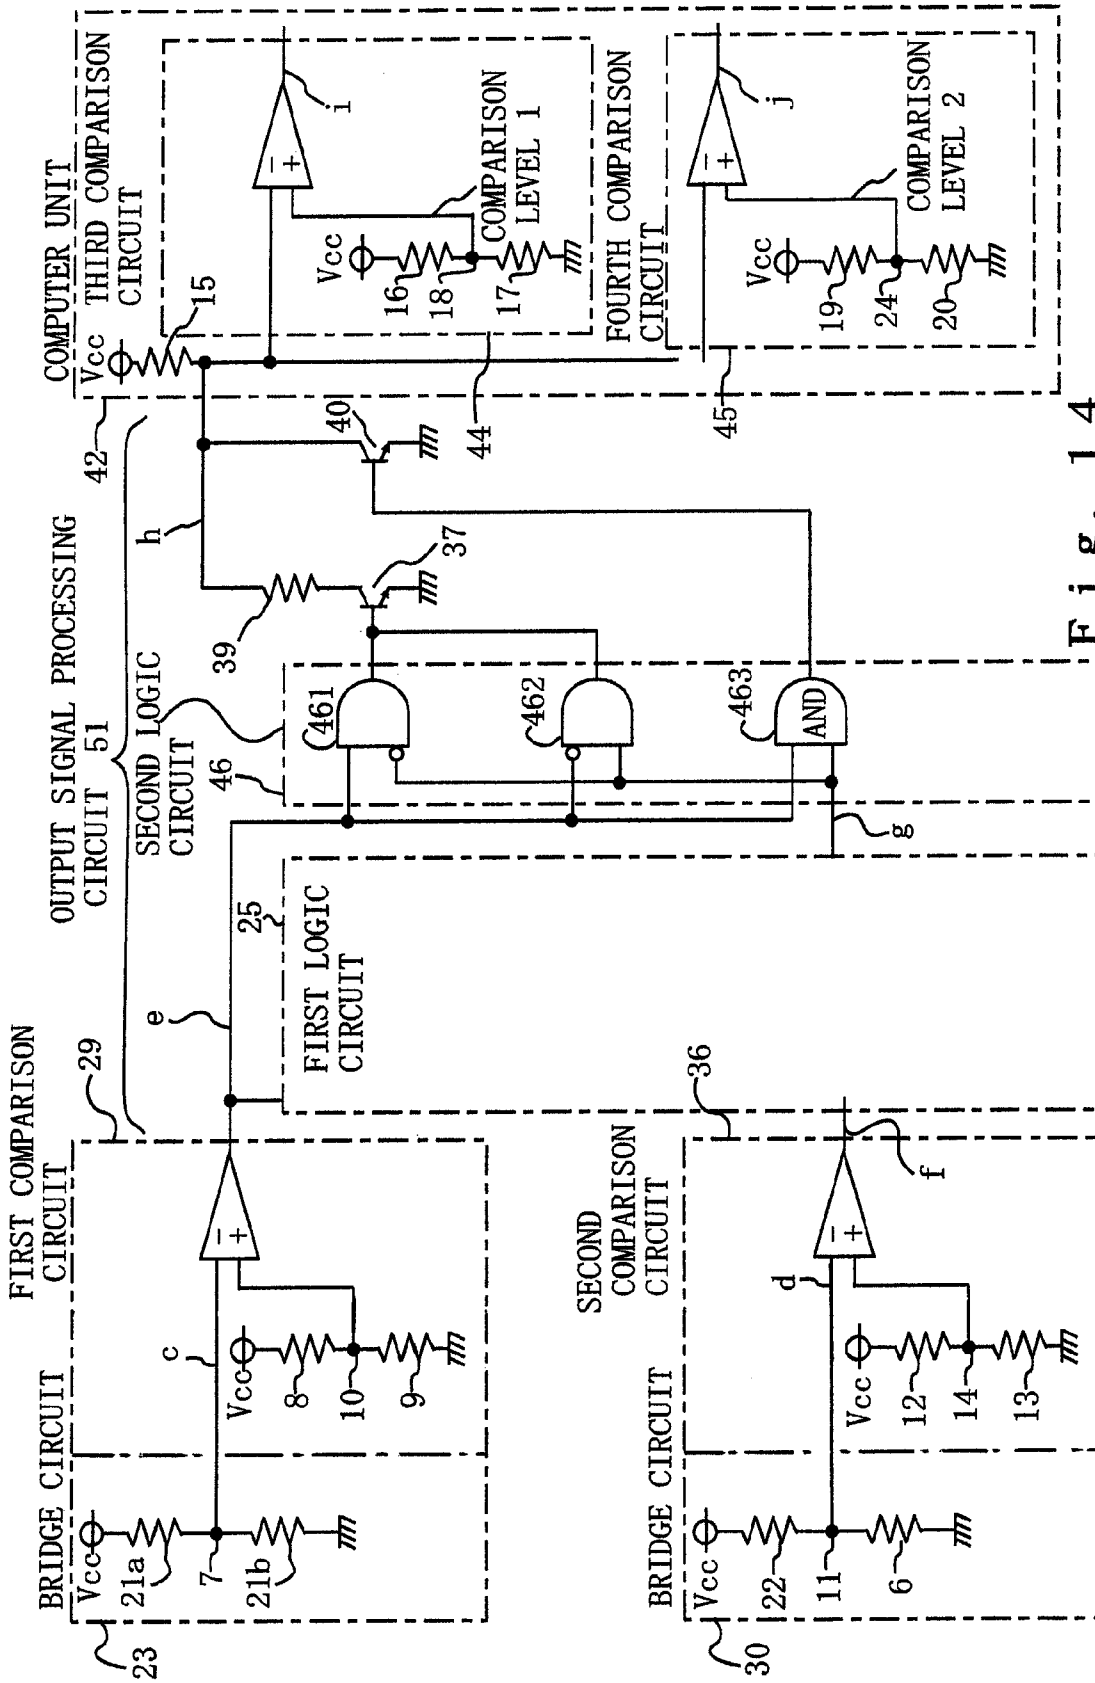 COMPUTER UNIT
Vcc
THIRD COMPARISON
CIRCUIT
15
42
i
Vcc
16
18
17
COMPARISON
LEVEL 1
44
FOURTH COMPARISON
CIRCUIT
j
Vcc
19
24
20
COMPARISON
LEVEL 2
45
OUTPUT SIGNAL PROCESSING
CIRCUIT 51
h
40
37
39
SECOND LOGIC
CIRCUIT
46
461
462
463
AND
g
e
25
FIRST LOGIC
CIRCUIT
FIRST COMPARISON
CIRCUIT
29
− +
c
Vcc
8
10
9
BRIDGE CIRCUIT
Vcc
21a
7
21b
23
SECOND
COMPARISON
CIRCUIT
36
f
d
− +
Vcc
12
14
13
BRIDGE CIRCUIT
Vcc
22
11
6
30
− +
− +
Fig. 14